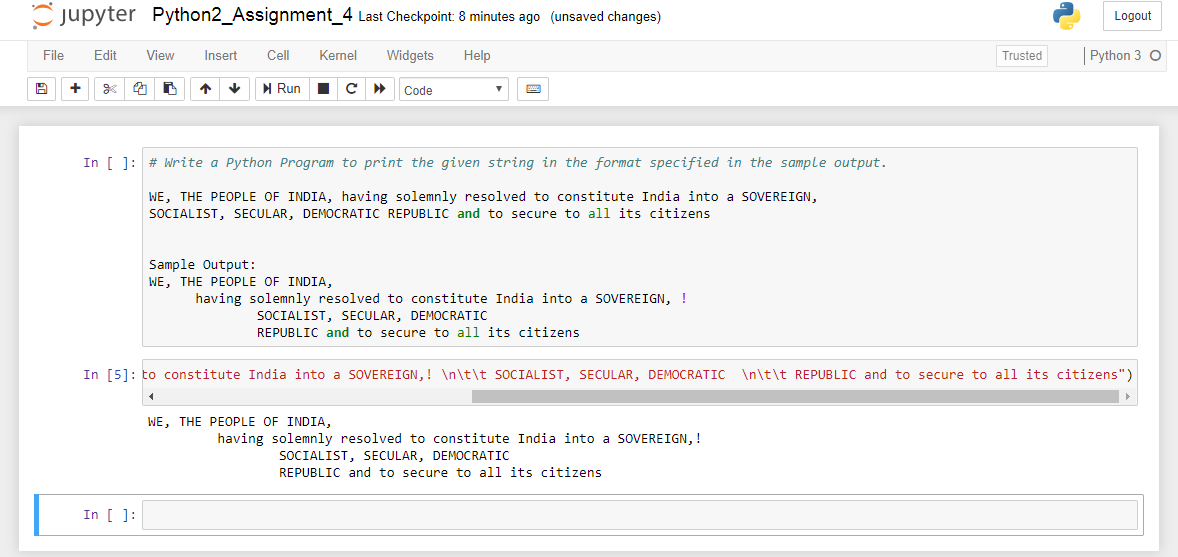 jupyter Python2_Assignment_4 Last Checkpoint: 8 minutes ago (unsaved changes) Logout
File Edit View Insert Cell Kernel Widgets Help Trusted Python 3
Run Code
In [ ]: # Write a Python Program to print the given string in the format specified in the sample output.
WE, THE PEOPLE OF INDIA, having solemnly resolved to constitute India into a SOVEREIGN,
SOCIALIST, SECULAR, DEMOCRATIC REPUBLIC and to secure to all its citizens
Sample Output:
WE, THE PEOPLE OF INDIA,
      having solemnly resolved to constitute India into a SOVEREIGN, !
              SOCIALIST, SECULAR, DEMOCRATIC
              REPUBLIC and to secure to all its citizens
In [5]: to constitute India into a SOVEREIGN,! \n\t\t SOCIALIST, SECULAR, DEMOCRATIC  \n\t\t REPUBLIC and to secure to all its citizens")
WE, THE PEOPLE OF INDIA,
         having solemnly resolved to constitute India into a SOVEREIGN,!
                 SOCIALIST, SECULAR, DEMOCRATIC
                 REPUBLIC and to secure to all its citizens
In [ ]: